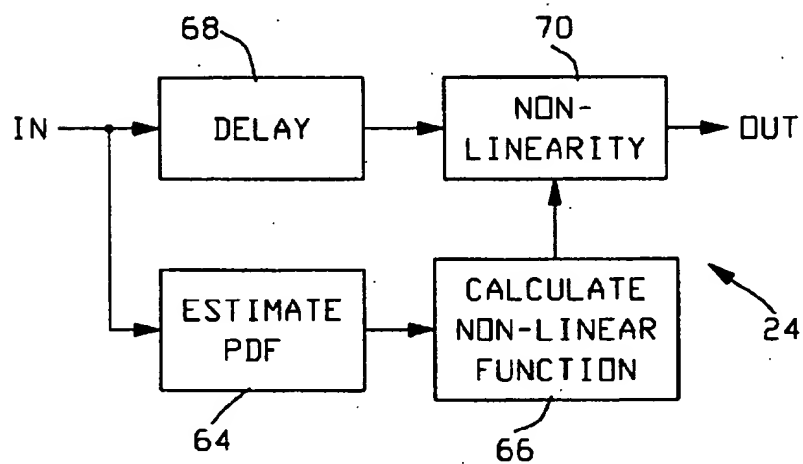 68
70
IN
DELAY
NON-
LINEARITY
OUT
ESTIMATE
PDF
CALCULATE
NON-LINEAR
FUNCTION
24
64
66